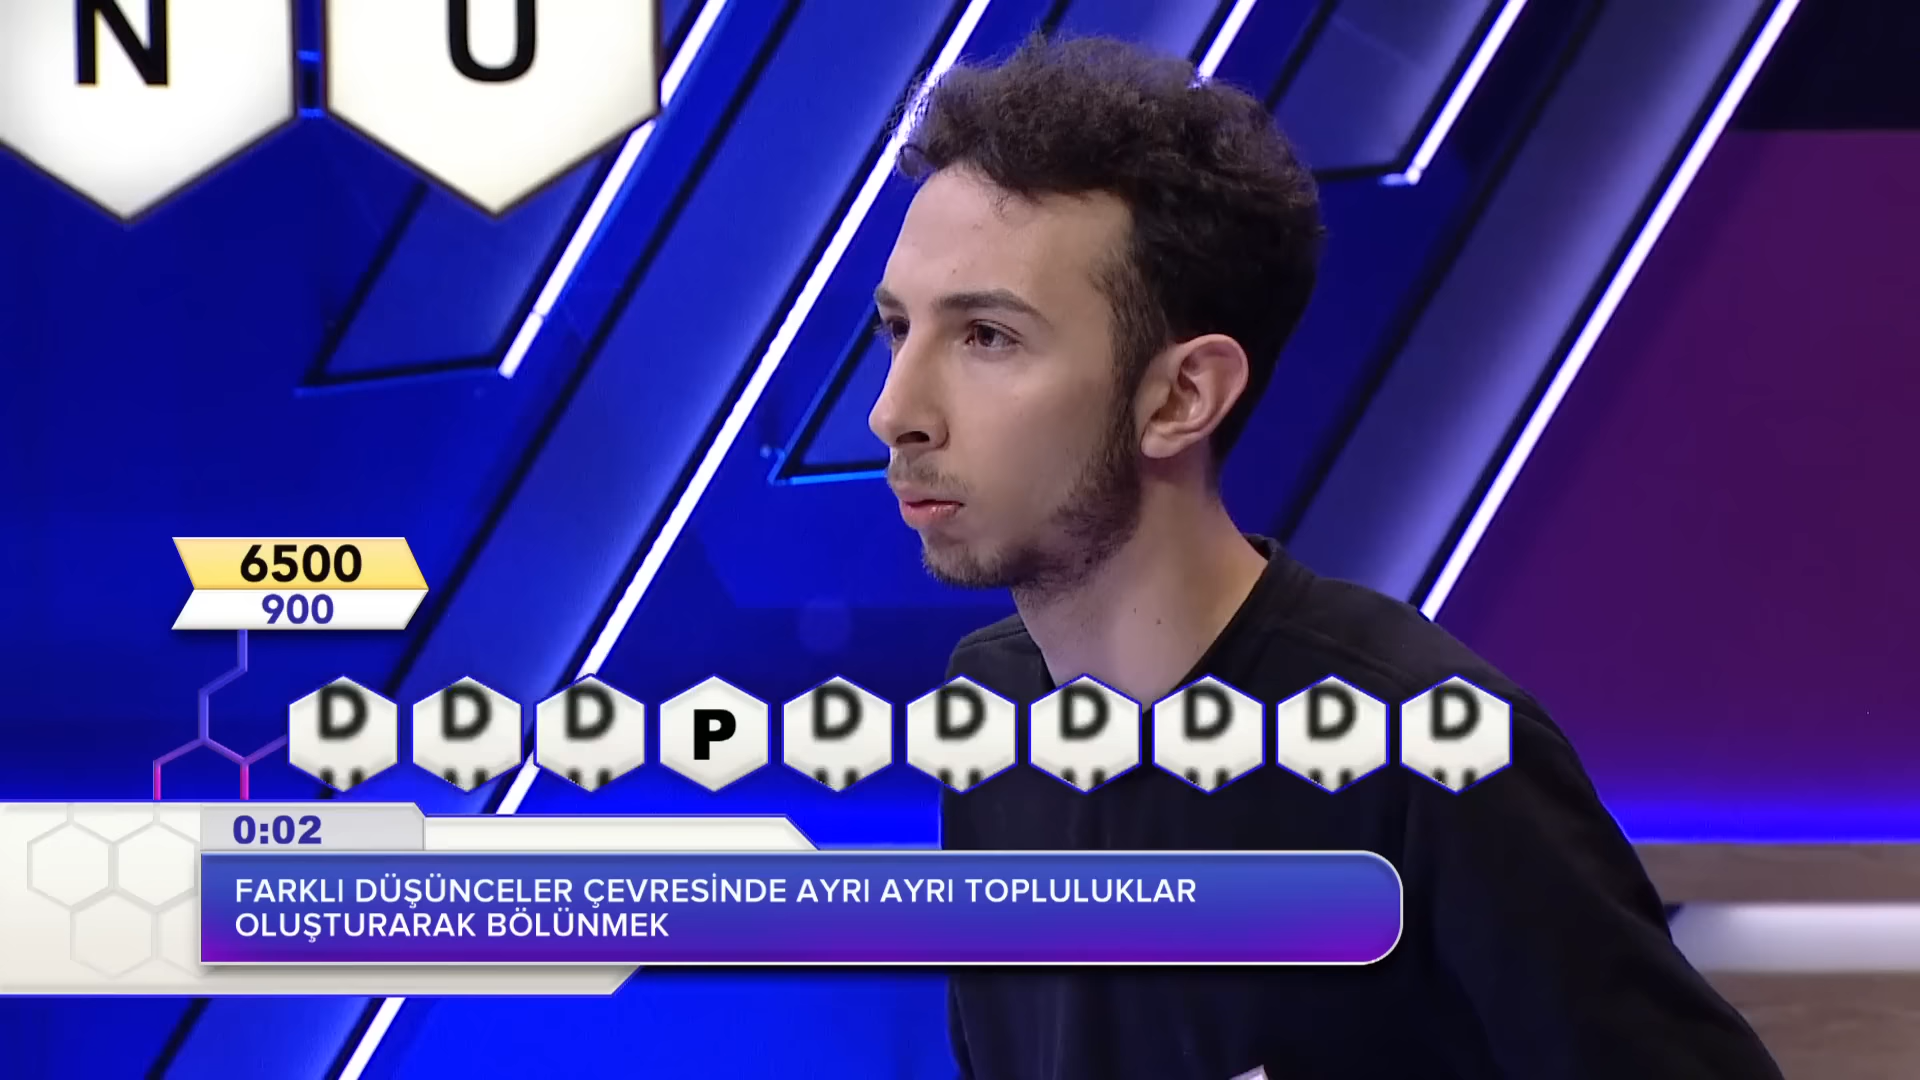 N U
6500
900
D D D P D D D D D D
0:02
FARKLI DÜŞÜNCELER ÇEVRESİNDE AYRI AYRI TOPLULUKLAR
OLUŞTURARAK BÖLÜNMEK